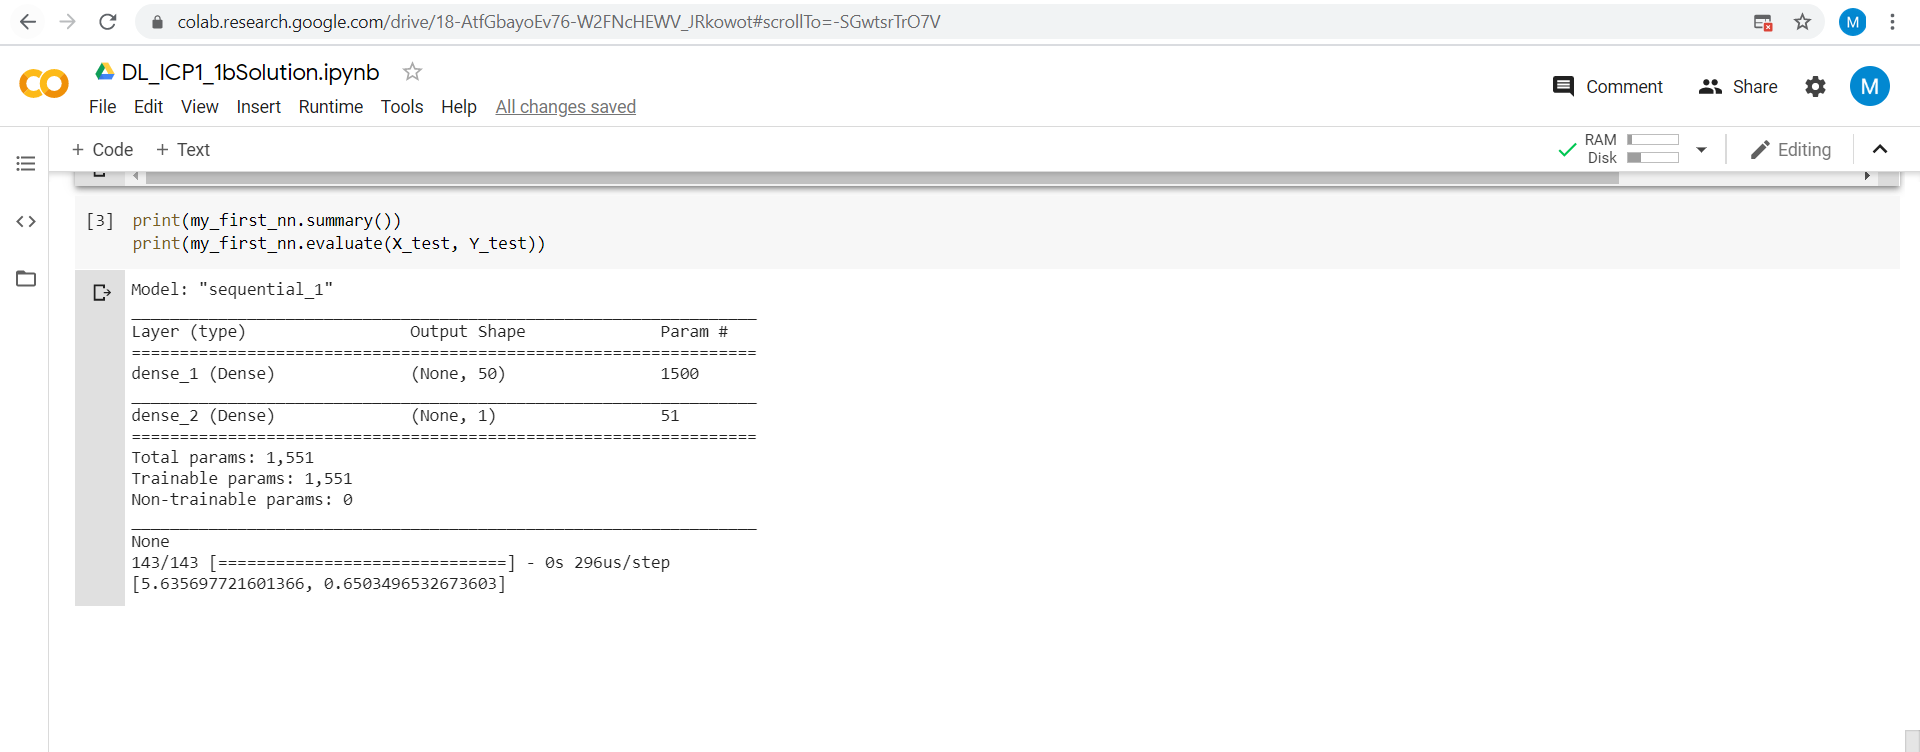 colab.research.google.com/drive/18-AtfGbayoEv76-W2FNcHEWV_JRkowot#scrollTo=-SGwtsrTrO7V
M
CO
DL_ICP1_1bSolution.ipynb
File Edit View Insert Runtime Tools Help All changes saved
Comment Share M
+ Code + Text
RAM
Disk
Editing
[3] print(my_first_nn.summary())
print(my_first_nn.evaluate(X_test, Y_test))
Model: "sequential_1"
_________________________________________________________________
Layer (type) Output Shape Param #
=================================================================
dense_1 (Dense) (None, 50) 1500
_________________________________________________________________
dense_2 (Dense) (None, 1) 51
=================================================================
Total params: 1,551
Trainable params: 1,551
Non-trainable params: 0
_________________________________________________________________
None
143/143 [==============================] - 0s 296us/step
[5.635697721601366, 0.6503496532673603]